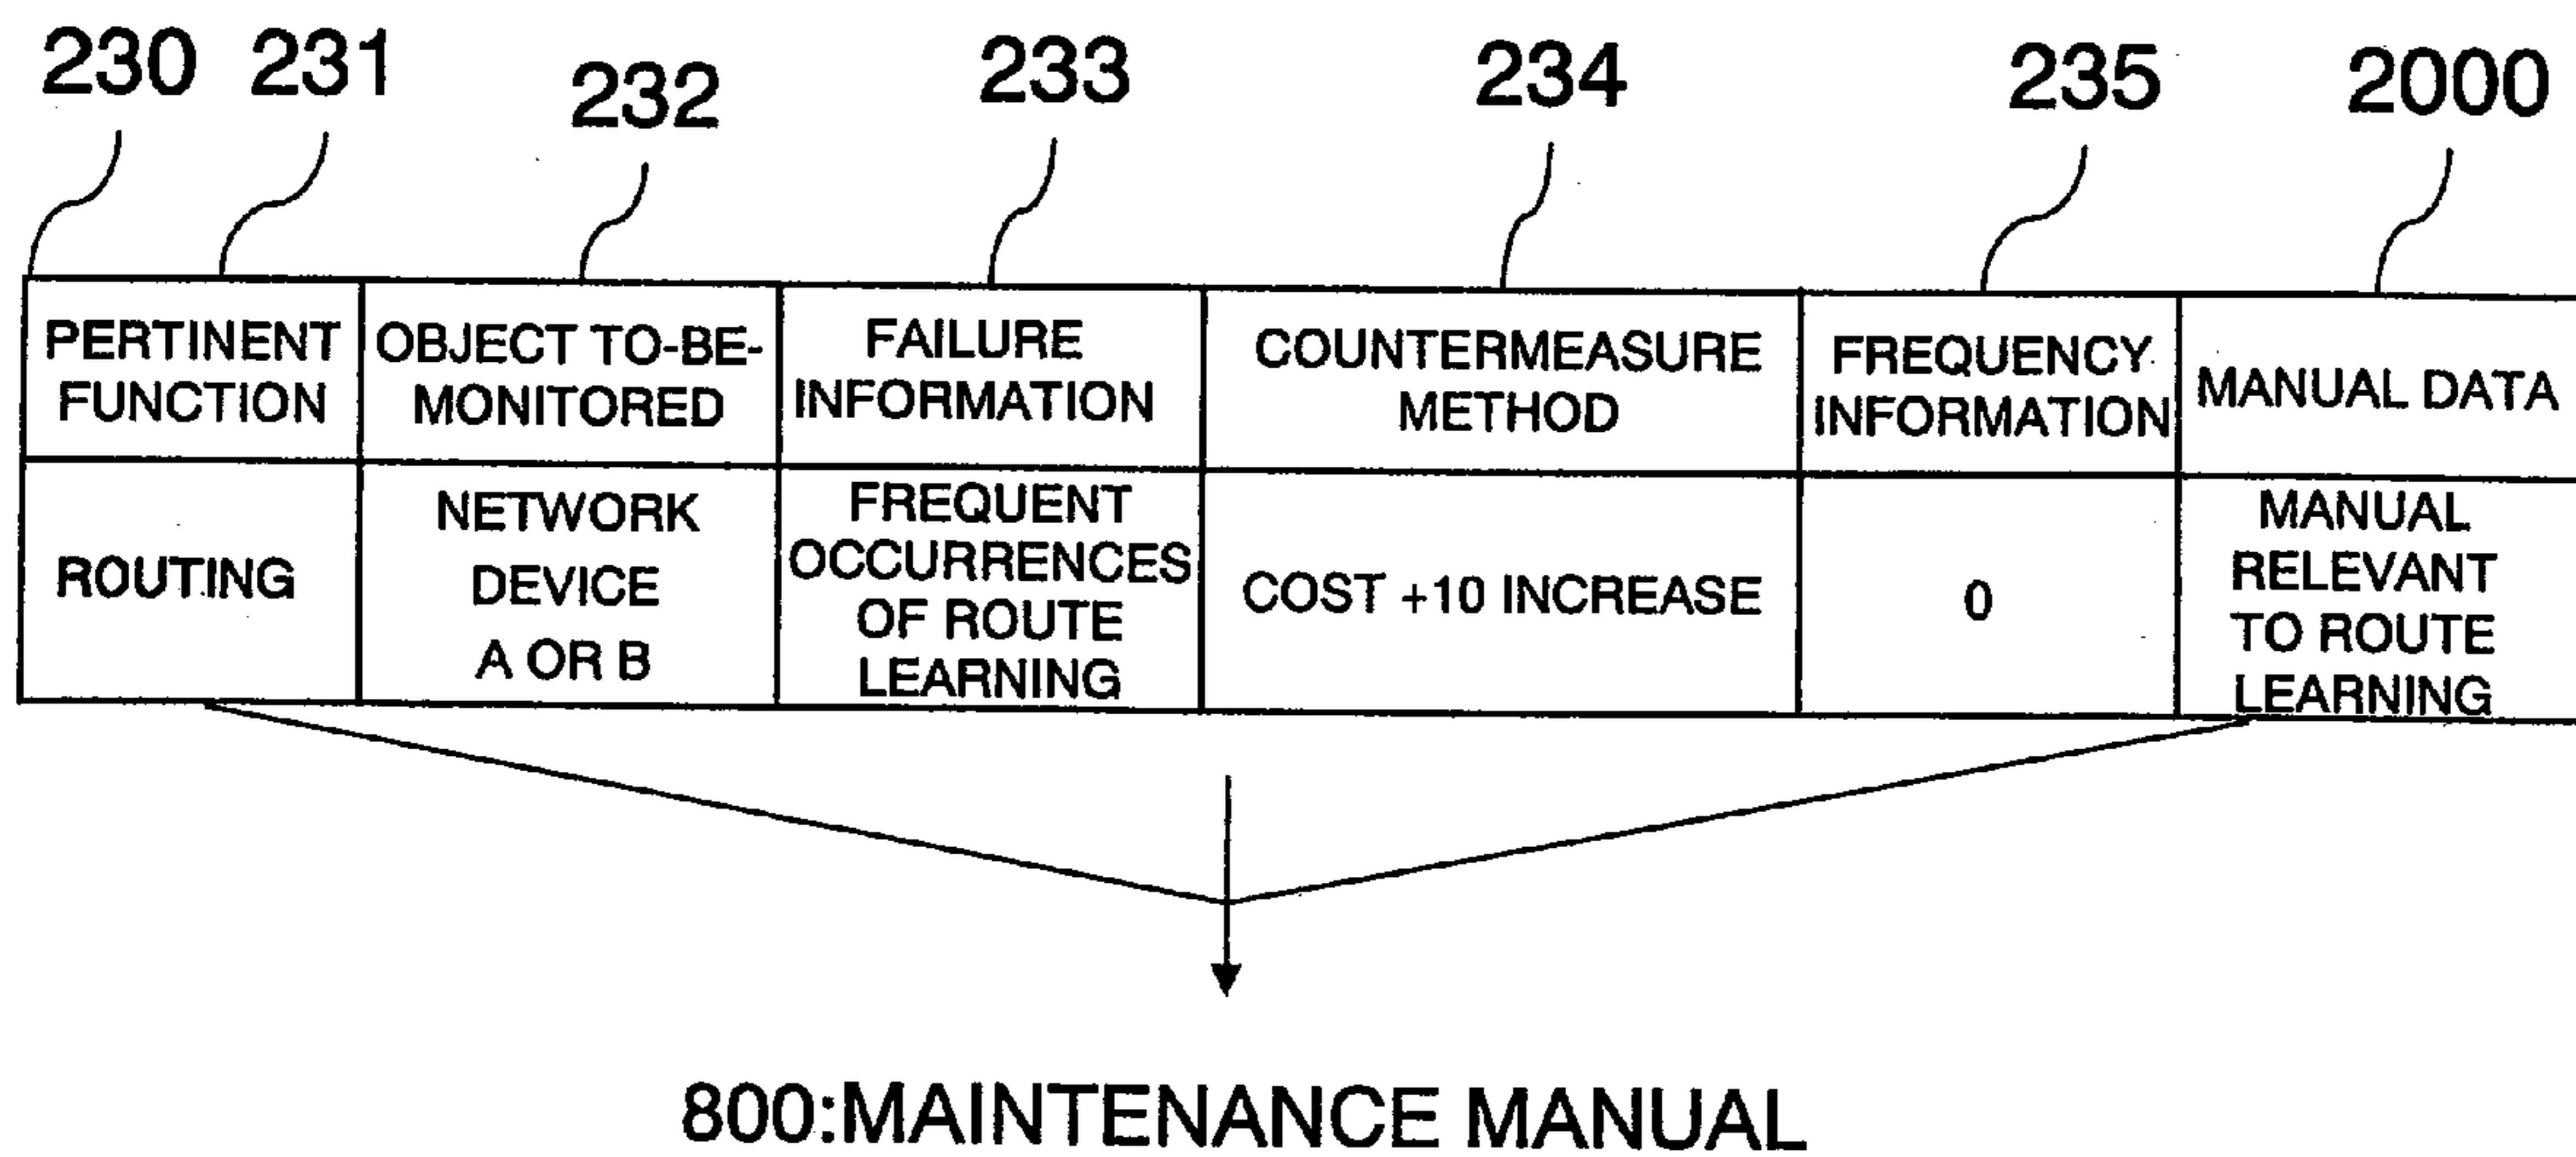 230 231 232 233 234 235 2000
PERTINENT FUNCTION
OBJECT TO-BE-MONITORED
FAILURE INFORMATION
COUNTERMEASURE METHOD
FREQUENCY INFORMATION
MANUAL DATA
ROUTING
NETWORK
DEVICE
A OR B
FREQUENT
OCCURRENCES
OF ROUTE
LEARNING
COST +10 INCREASE
0
MANUAL
RELEVANT
TO ROUTE
LEARNING
800:MAINTENANCE MANUAL